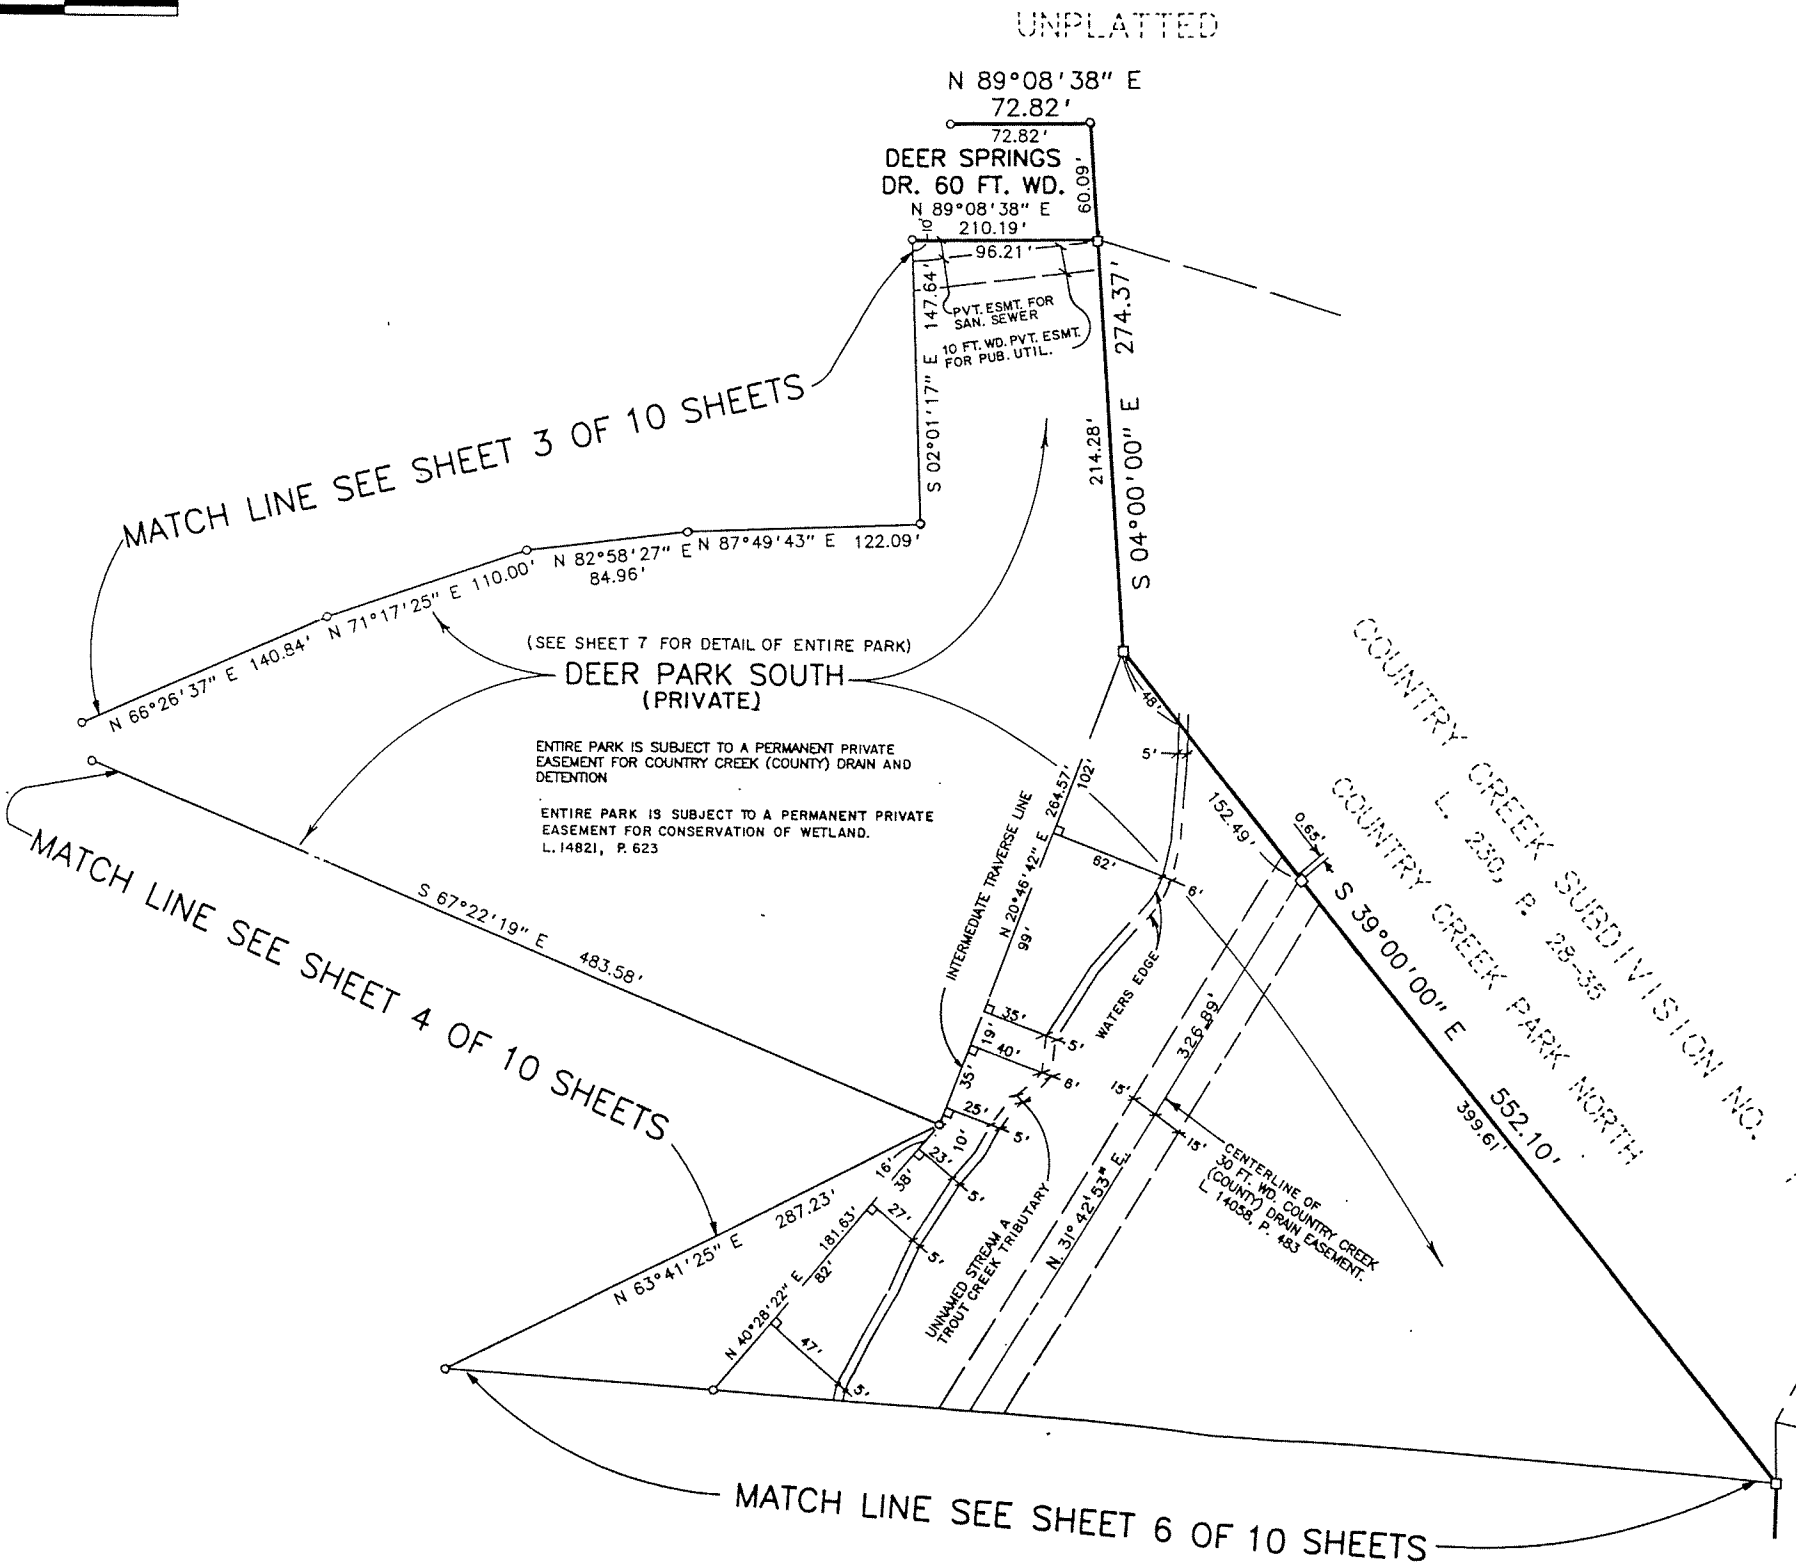 UNPLATTED
N 89°08'38" E
72.82'
72.82'
DEER SPRINGS
DR. 60 FT. WD.
60.09'
N 89°08'38" E
210.19'
10'
96.21'
S 02°01'17" E 147.64'
PVT. ESMT. FOR
SAN. SEWER
10 FT. WD. PVT. ESMT.
FOR PUB. UTIL.
S 04°00'00" E 274.37'
214.28'
MATCH LINE SEE SHEET 3 OF 10 SHEETS
N 66°26'37" E 140.84'
N 71°17'25" E 110.00'
N 82°58'27" E
84.96'
N 87°49'43" E 122.09'
(SEE SHEET 7 FOR DETAIL OF ENTIRE PARK)
DEER PARK SOUTH
(PRIVATE)
ENTIRE PARK IS SUBJECT TO A PERMANENT PRIVATE
EASEMENT FOR COUNTRY CREEK (COUNTY) DRAIN AND
DETENTION
ENTIRE PARK IS SUBJECT TO A PERMANENT PRIVATE
EASEMENT FOR CONSERVATION OF WETLAND.
L. 14821, P. 623
MATCH LINE SEE SHEET 4 OF 10 SHEETS
S 67°22'19" E 483.58'
N 63°41'25" E 287.23'
INTERMEDIATE TRAVERSE LINE
N 20°46'42" E 264.57'
102'
99'
19'
35'
10'
48'
5'
62'
6'
35'
5'
40'
6'
25'
5'
16'
38'
23'
5'
27'
5'
N 40°28'22" E 181.63'
82'
47'
5'
WATERS EDGE
UNNAMED STREAM A
TROUT CREEK TRIBUTARY
N 31°42'53" E
326.89'
15'
15'
CENTERLINE OF
30 FT. WD. COUNTRY CREEK
(COUNTY) DRAIN EASEMENT.
L. 14058, P. 483
152.49'
0.65'
S 39°00'00" E 552.10'
399.61'
COUNTRY CREEK SUBDIVISION NO. 1
L. 230, P. 28-35
COUNTRY CREEK PARK NORTH
MATCH LINE SEE SHEET 6 OF 10 SHEETS